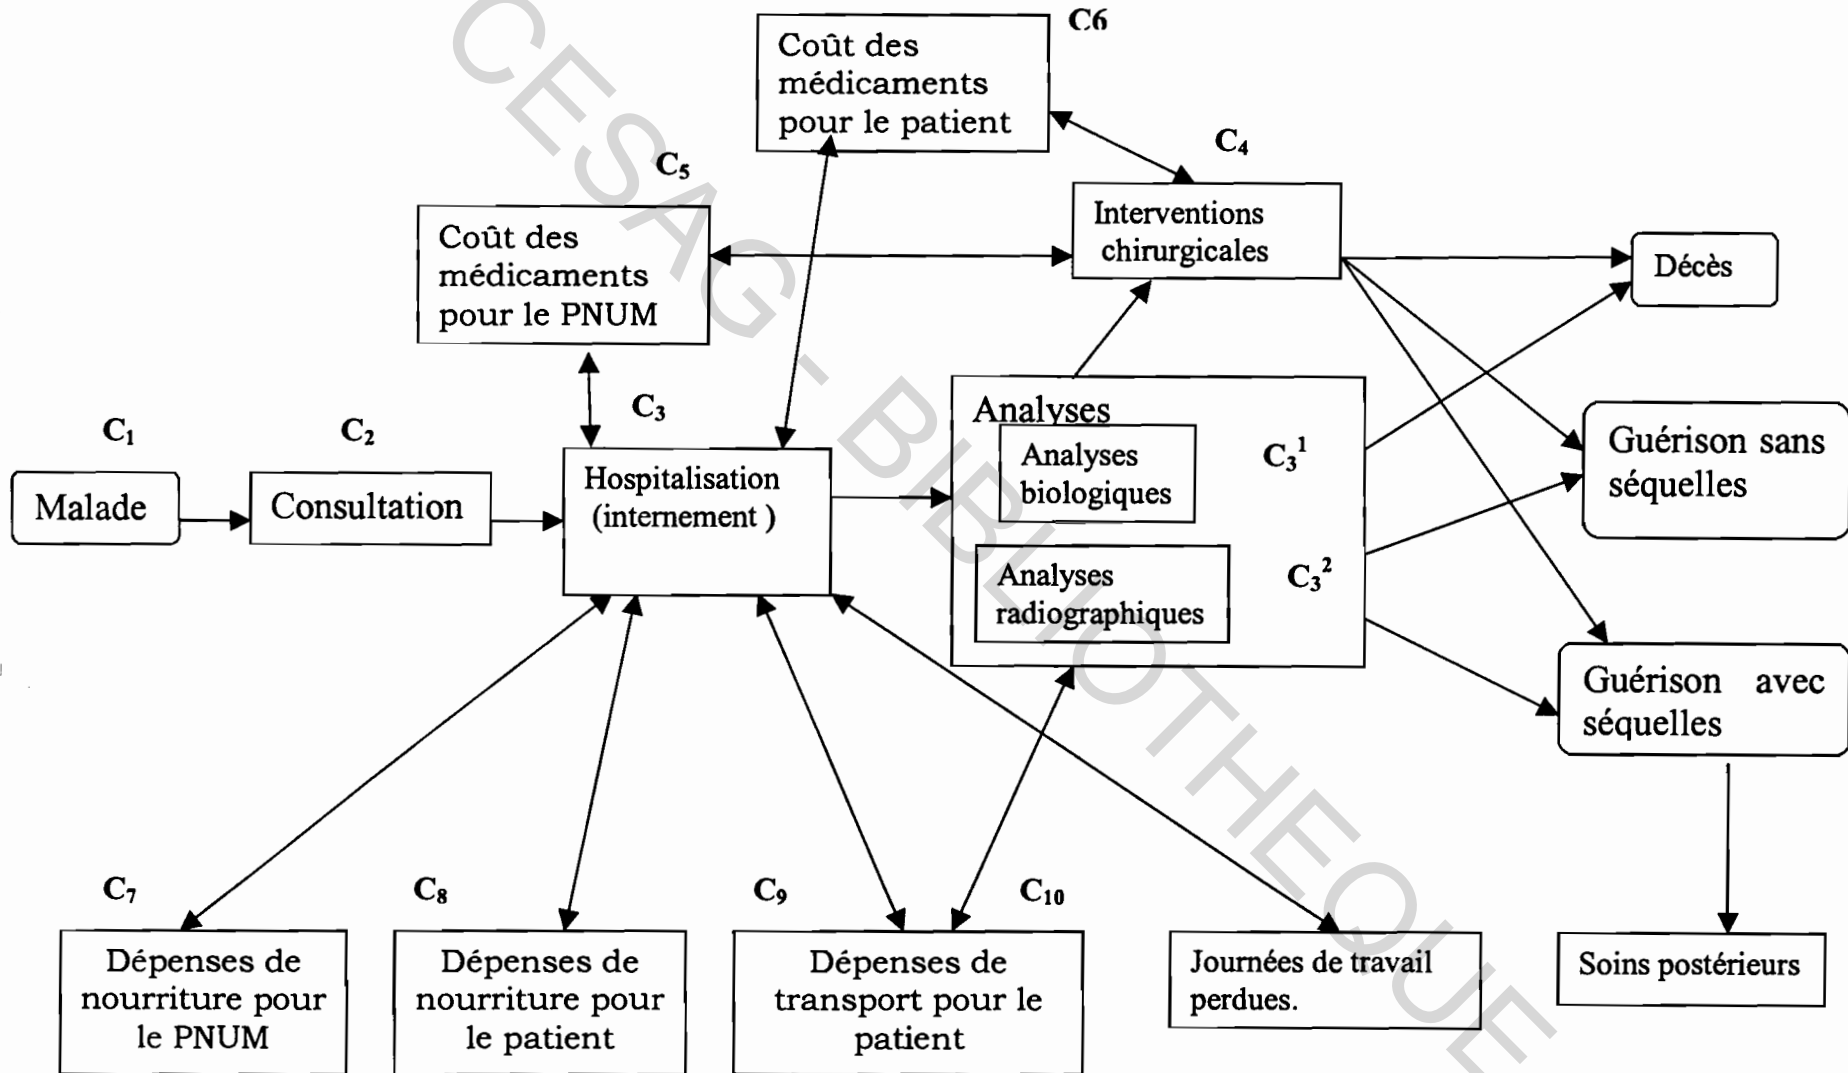 C6
Coût des
médicaments
pour le patient
C₄
C₅
Interventions
chirurgicales
Coût des
médicaments
pour le PNUM
Décès
C₃
Analyses
C₁
C₂
Analyses
biologiques
C₃¹
Guérison sans
séquelles
Malade
Consultation
Hospitalisation
(internement )
Analyses
radiographiques
C₃²
Guérison avec
séquelles
C₇
C₈
C₉
C₁₀
Dépenses de
nourriture pour
le PNUM
Dépenses de
nourriture pour
le patient
Dépenses de
transport pour le
patient
Journées de travail
perdues.
Soins postérieurs
CESAG - BIBLIOTHEQUE